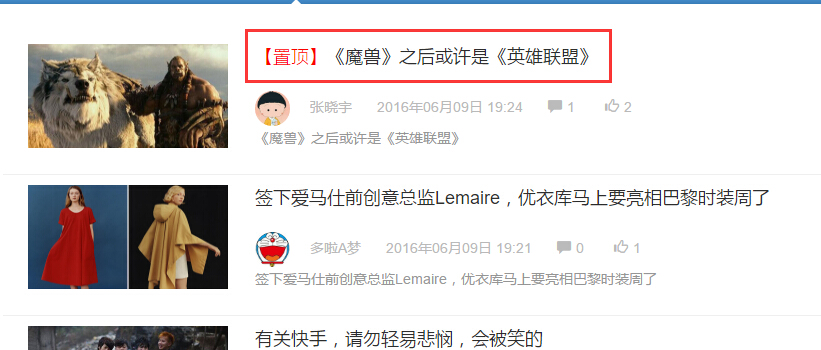 【置顶】《魔兽》之后或许是《英雄联盟》
张晓宇 2016年06月09日 19:24 1 2
《魔兽》之后或许是《英雄联盟》
签下爱马仕前创意总监Lemaire，优衣库马上要亮相巴黎时装周了
多啦A梦 2016年06月09日 19:21 0 1
签下爱马仕前创意总监Lemaire，优衣库马上要亮相巴黎时装周了
有关快手，请勿轻易悲悯，会被笑的